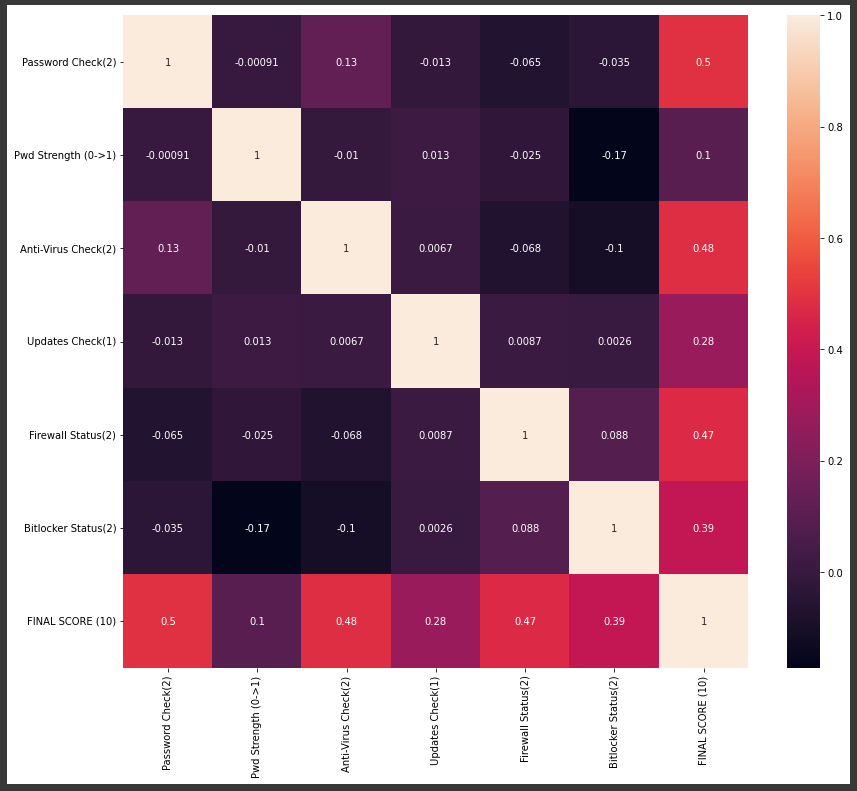 Password Check(2) 1 -0.00091 0.13 -0.013 -0.065 -0.035 0.5
Pwd Strength (0->1) -0.00091 1 -0.01 0.013 -0.025 -0.17 0.1
Anti-Virus Check(2) 0.13 -0.01 1 0.0067 -0.068 -0.1 0.48
Updates Check(1) -0.013 0.013 0.0067 1 0.0087 0.0026 0.28
Firewall Status(2) -0.065 -0.025 -0.068 0.0087 1 0.088 0.47
Bitlocker Status(2) -0.035 -0.17 -0.1 0.0026 0.088 1 0.39
FINAL SCORE (10) 0.5 0.1 0.48 0.28 0.47 0.39 1
Password Check(2)
Pwd Strength (0->1)
Anti-Virus Check(2)
Updates Check(1)
Firewall Status(2)
Bitlocker Status(2)
FINAL SCORE (10)
1.0
0.8
0.6
0.4
0.2
0.0